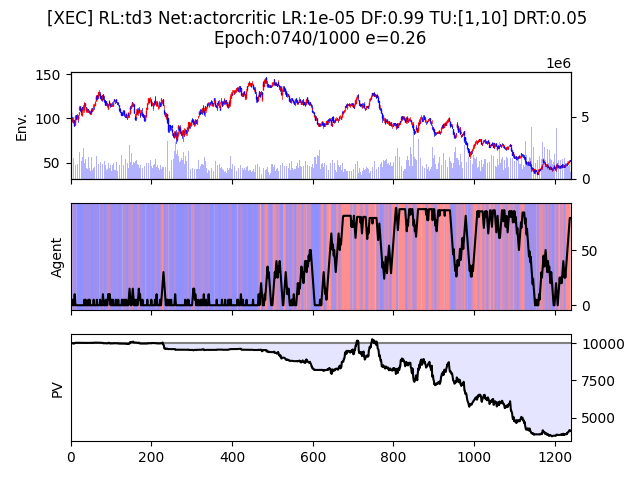 [XEC] RL:td3 Net:actorcritic LR:1e-05 DF:0.99 TU:[1,10] DRT:0.05
Epoch:0740/1000 e=0.26
1e6
150
100
50
Env.
5
0
Agent
50
0
PV
10000
7500
5000
0 200 400 600 800 1000 1200